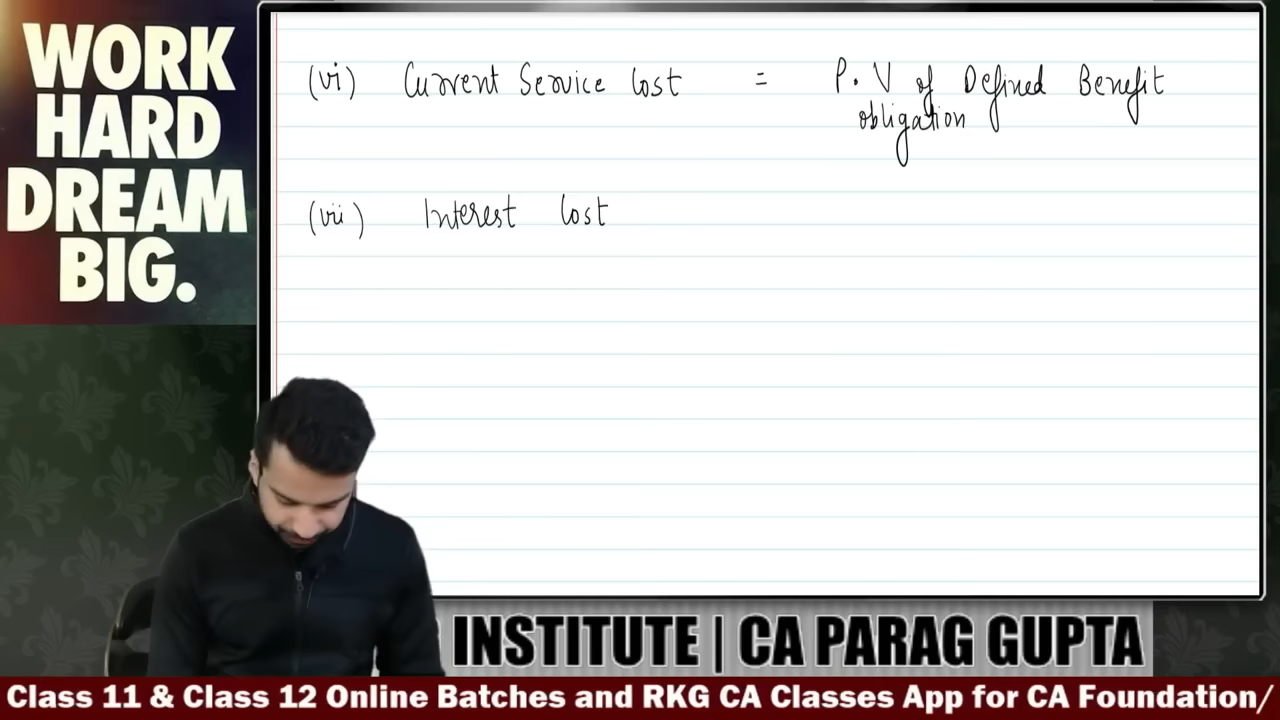 WORK
HARD
DREAM
BIG.
(vi) Current Service Cost = P.V of Defined Benefit
obligation
(vii) Interest Cost
INSTITUTE | CA PARAG GUPTA
Class 11 & Class 12 Online Batches and RKG CA Classes App for CA Foundation/